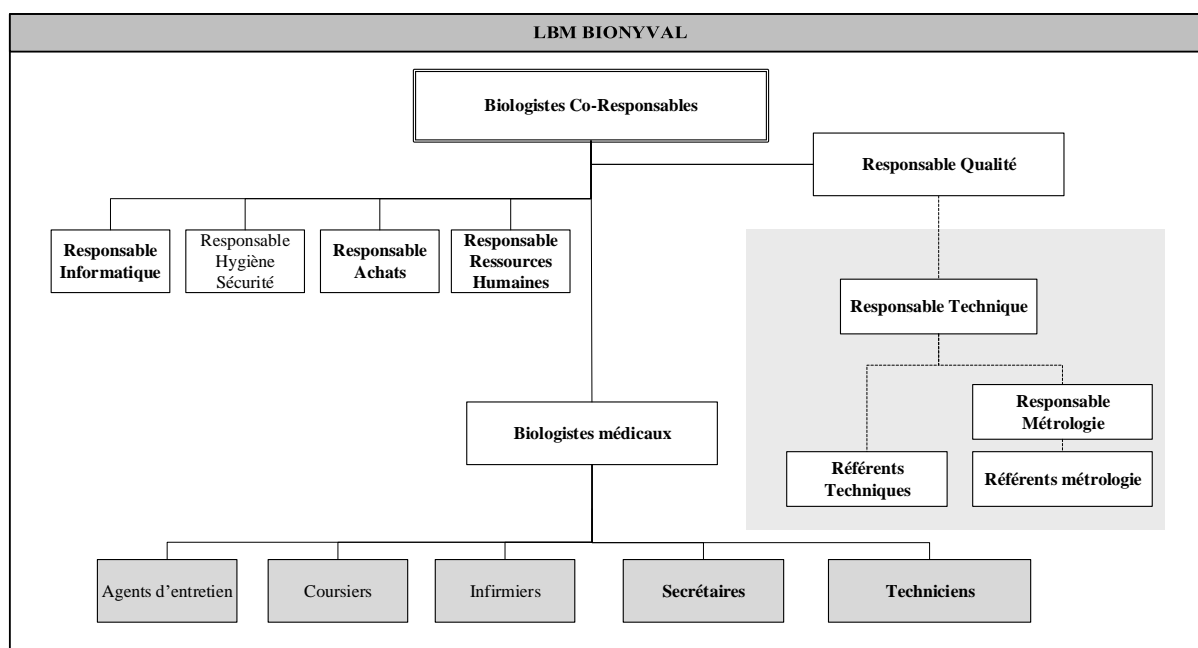 LBM BIONYVAL
Biologistes Co-Responsables
Responsable Qualité
Responsable
Informatique
Responsable
Hygiène
Sécurité
Responsable
Achats
Responsable
Ressources
Humaines
Responsable Technique
Responsable
Métrologie
Biologistes médicaux
Référents
Techniques
Référents métrologie
Agents d'entretien
Coursiers
Infirmiers
Secrétaires
Techniciens